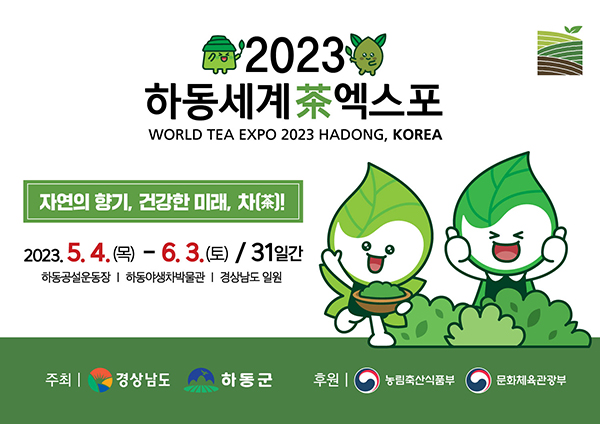 2023
하동세계茶엑스포
WORLD TEA EXPO 2023 HADONG, KOREA
자연의 향기, 건강한 미래, 차(茶)!
2023. 5. 4.(목) - 6. 3.(토) / 31일간
하동공설운동장 | 하동야생차박물관 | 경상남도 일원
주최 | 경상남도 하동군 후원 | 농림축산식품부 문화체육관광부